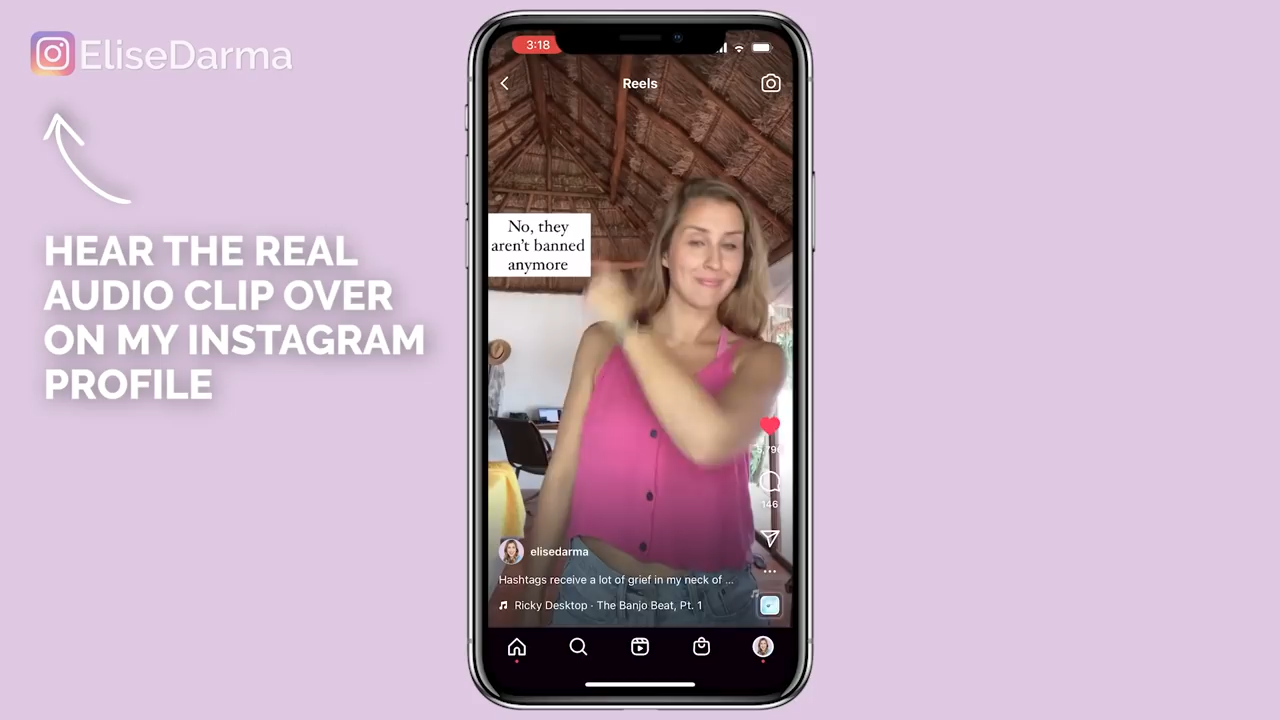 EliseDarma
HEAR THE REAL
AUDIO CLIP OVER
ON MY INSTAGRAM
PROFILE
3:18
Reels
No, they
aren't banned
anymore
146
elisedarma
Hashtags receive a lot of grief in my neck of ...
Ricky Desktop · The Banjo Beat, Pt. 1